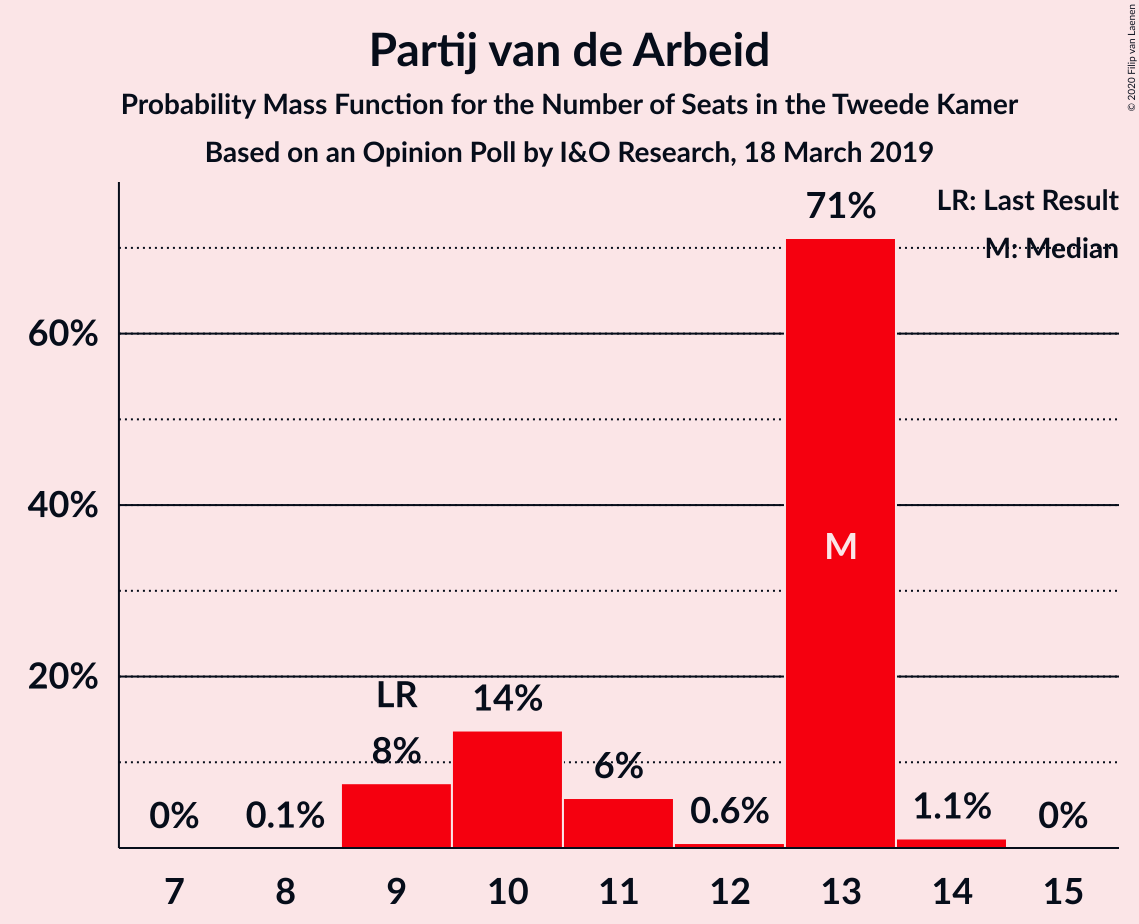 Partij van de Arbeid
Probability Mass Function for the Number of Seats in the Tweede Kamer
Based on an Opinion Poll by I&O Research, 18 March 2019
© 2020 Filip van Laenen
LR: Last Result
M: Median
71%
60%
40%
M
20%
LR
14%
8%
6%
0%
0.1%
0.6%
1.1%
0%
7 8 9 10 11 12 13 14 15